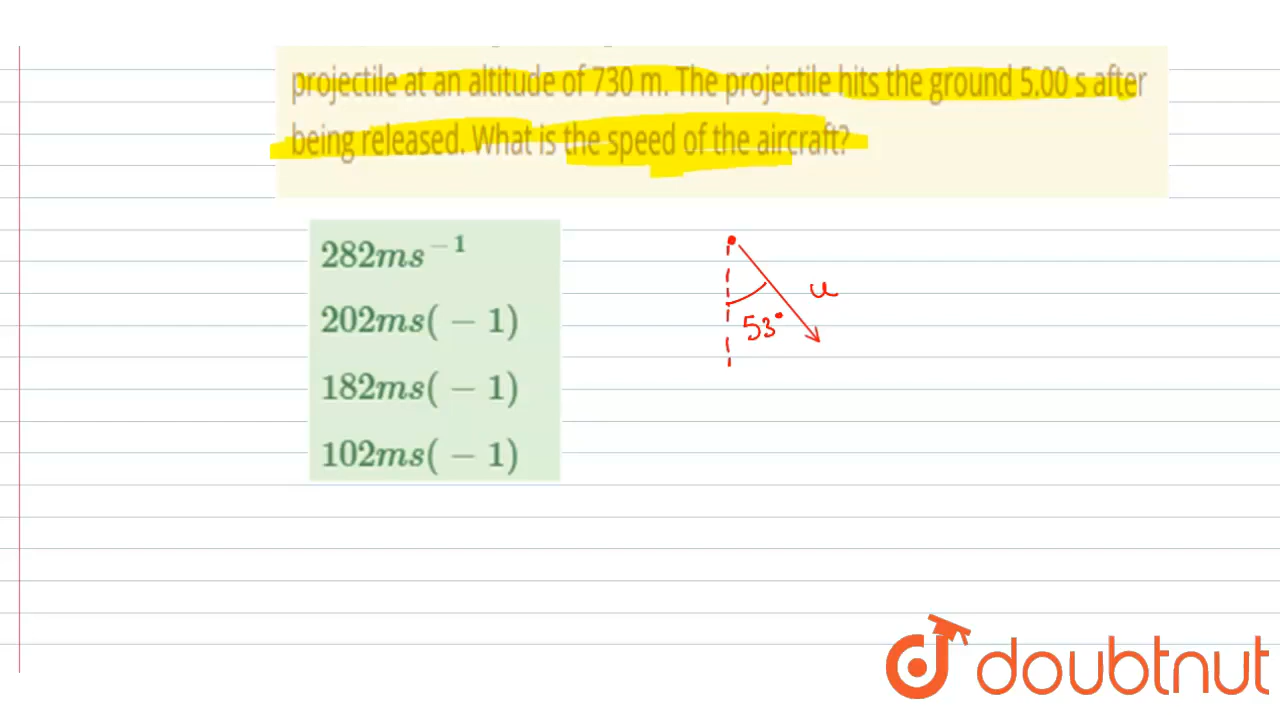 projectile at an altitude of 730 m. The projectile hits the ground 5.00 s after
being released. What is the speed of the aircraft?
282ms⁻¹
202ms(−1)
182ms(−1)
102ms(−1)
u
53°
doubtnut